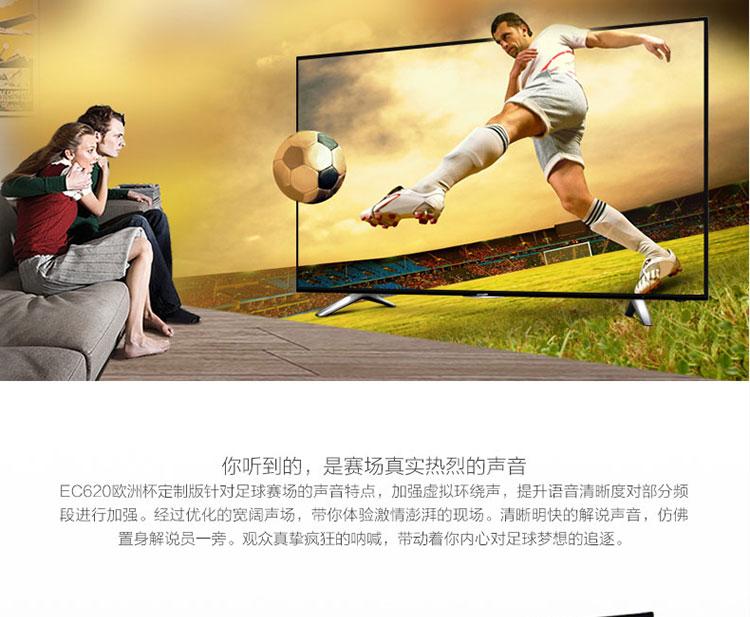 你听到的，是赛场真实热烈的声音
EC620欧洲杯定制版针对足球赛场的声音特点，加强虚拟环绕声，提升语音清晰度对部分频
段进行加强。经过优化的宽阔声场，带你体验激情澎湃的现场。清晰明快的解说声音，仿佛
置身解说员一旁。观众真挚疯狂的呐喊，带动着你内心对足球梦想的追逐。